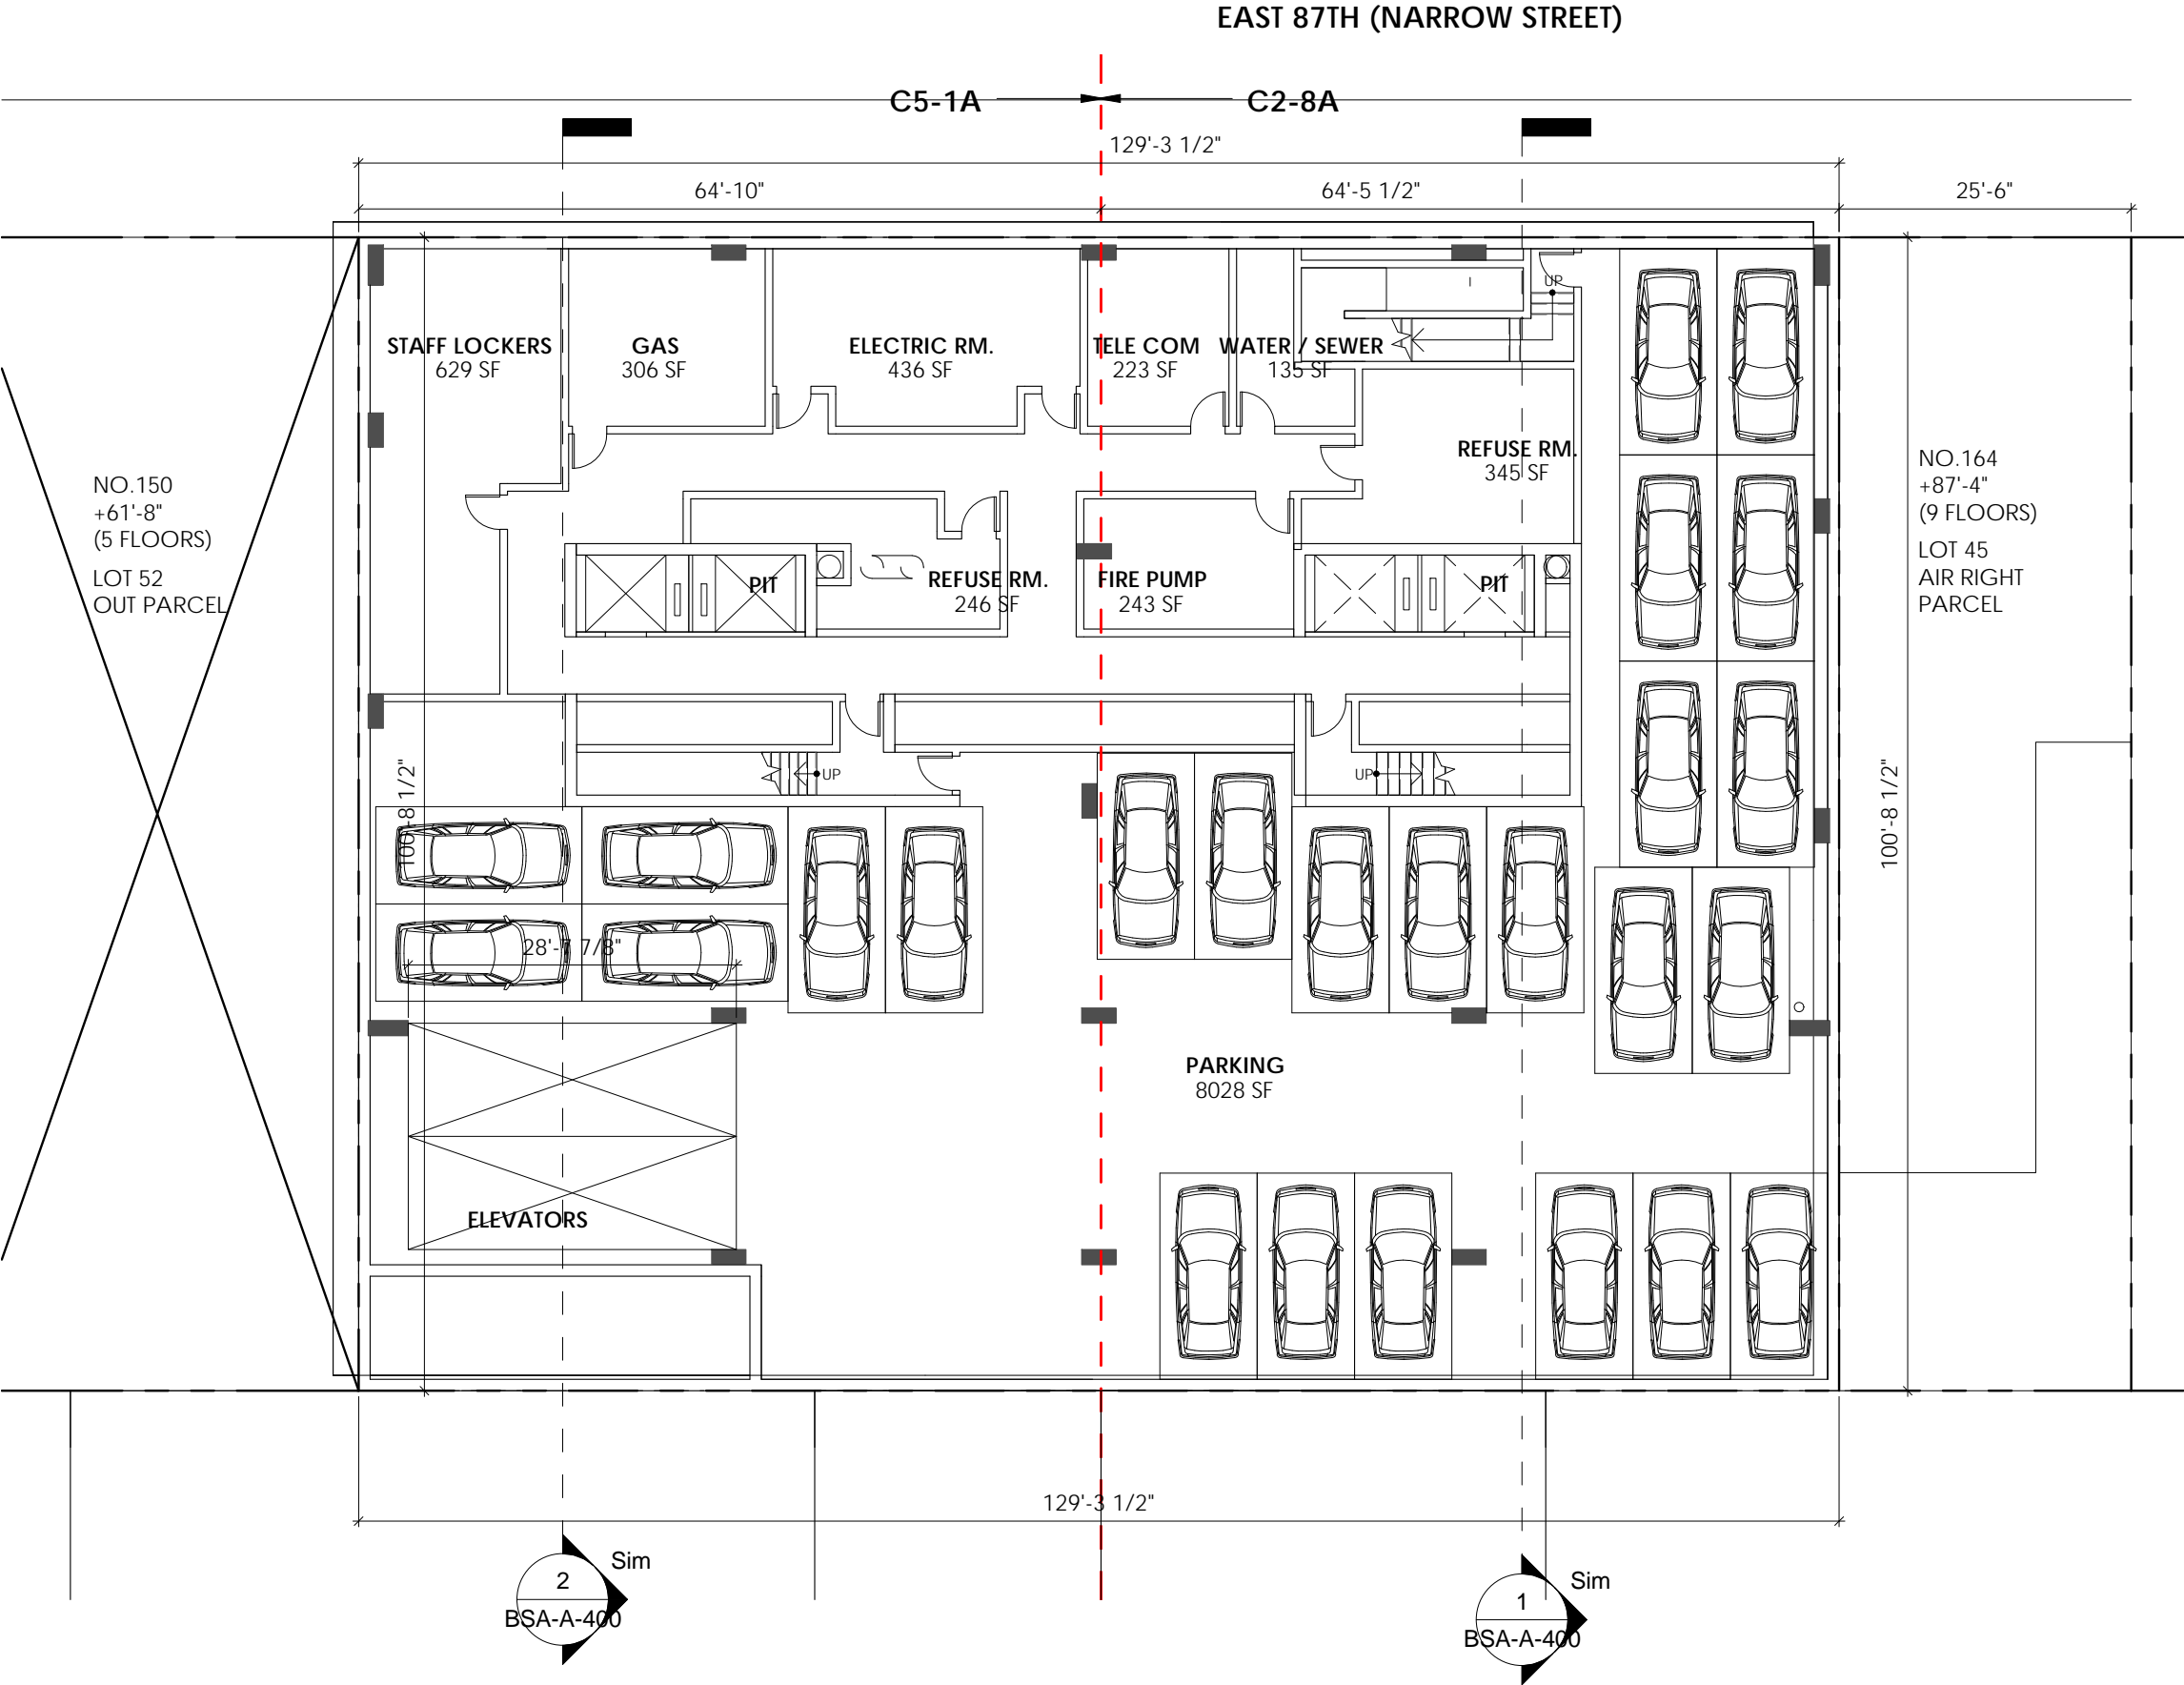 EAST 87TH (NARROW STREET)
C5-1A
C2-8A
129'-3 1/2"
64'-10"
64'-5 1/2"
25'-6"
UP
STAFF LOCKERS
629 SF
GAS
306 SF
ELECTRIC RM.
436 SF
TELE COM
223 SF
WATER / SEWER
135 SF
REFUSE RM.
345 SF
NO.150
+61'-8"
(5 FLOORS)
LOT 52
OUT PARCEL
NO.164
+87'-4"
(9 FLOORS)
LOT 45
AIR RIGHT
PARCEL
PIT
REFUSE RM.
246 SF
FIRE PUMP
243 SF
PIT
UP
UP
100'-8 1/2"
100'-8 1/2"
28'-7 7/8"
PARKING
8028 SF
ELEVATORS
129'-3 1/2"
Sim
2
BSA-A-400
Sim
1
BSA-A-400